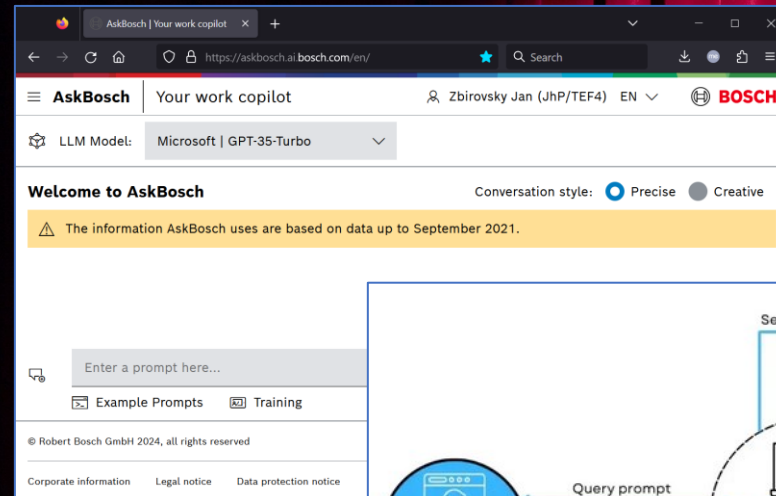 AskBosch | Your work copilot
https://askbosch.ai.bosch.com/en/
Search
AskBosch
Your work copilot
Zbirovsky Jan (JhP/TEF4)
EN
BOSCH
LLM Model:
Microsoft | GPT-35-Turbo
Welcome to AskBosch
Conversation style:
Precise
Creative
The information AskBosch uses are based on data up to September 2021.
Enter a prompt here...
Example Prompts
Training
© Robert Bosch GmbH 2024, all rights reserved
Corporate information
Legal notice
Data protection notice
Se
Query prompt